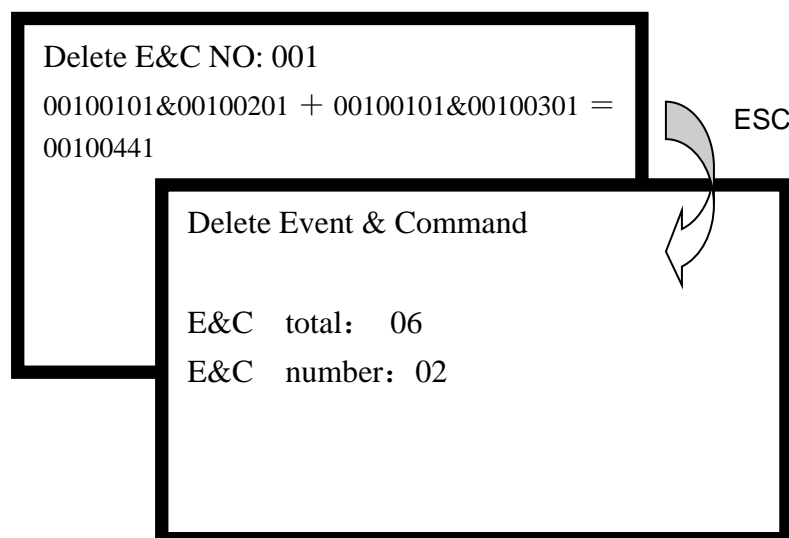 Delete E&C NO: 001
00100101&00100201 + 00100101&00100301 =
00100441
ESC
Delete Event & Command
E&C total： 06
E&C number：02